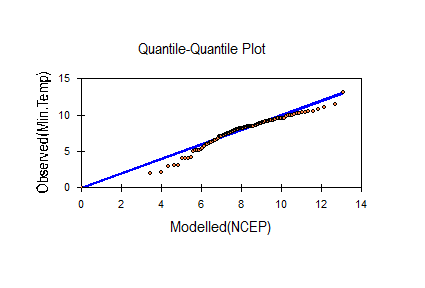 Quantile-Quantile Plot
15
10
5
0
Observed(Min.Temp)
0 2 4 6 8 10 12 14
Modelled(NCEP)